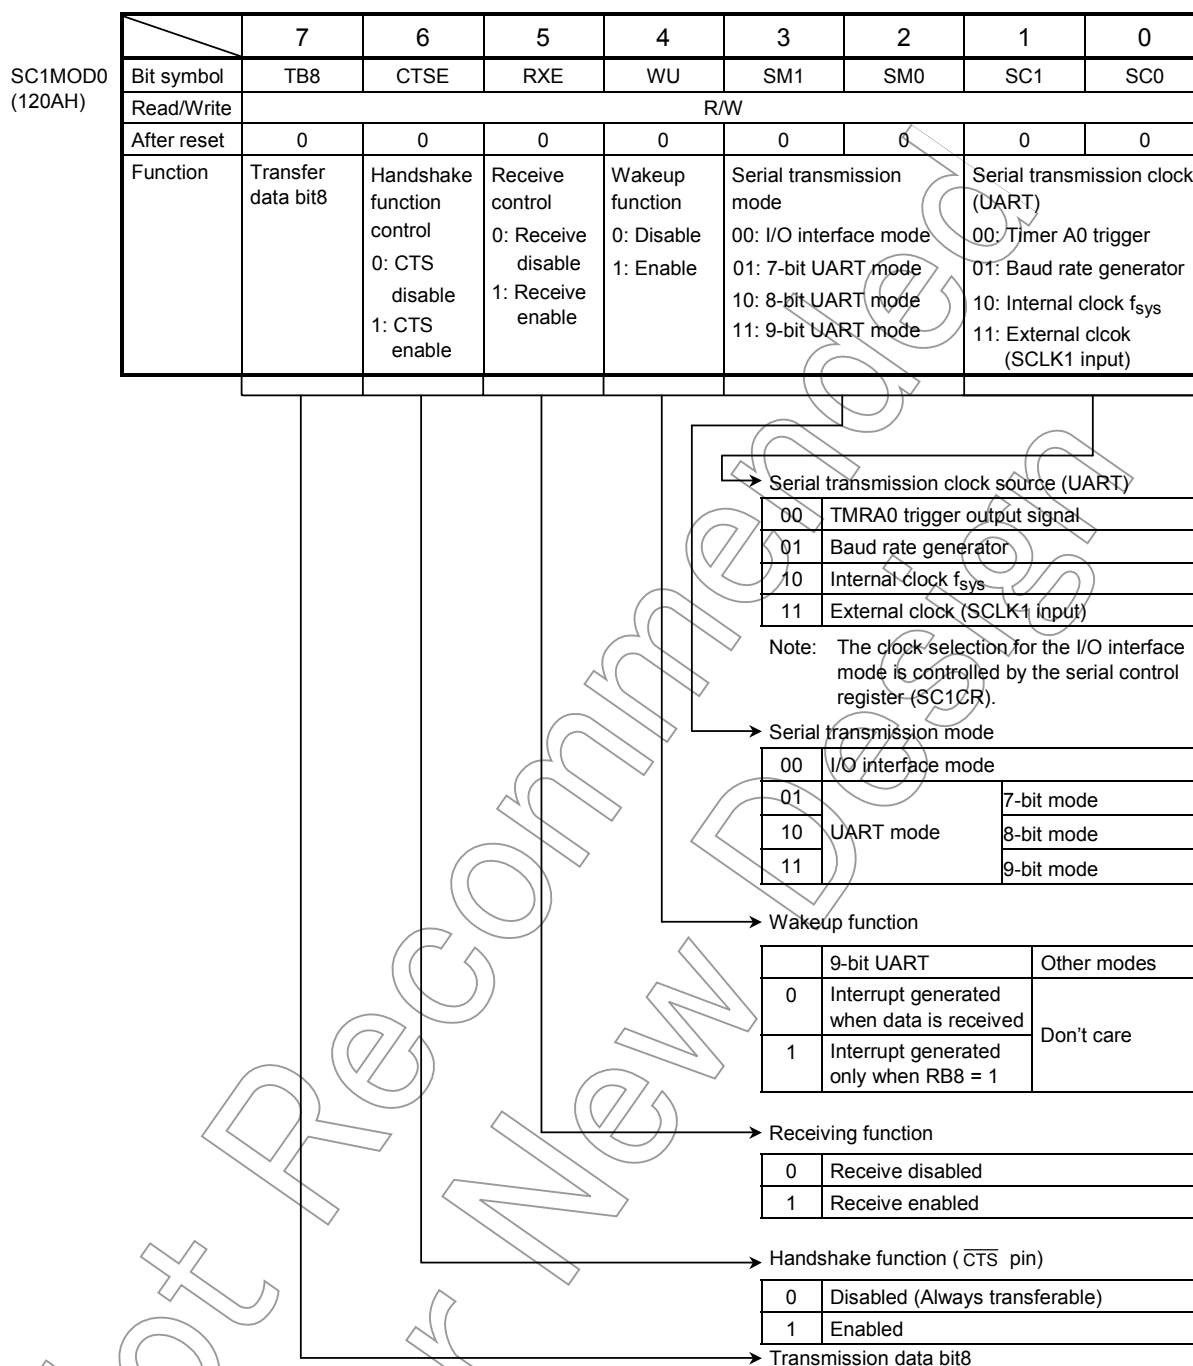 7 6 5 4 3 2 1 0
SC1MOD0
(120AH)
Bit symbol TB8 CTSE RXE WU SM1 SM0 SC1 SC0
Read/Write R/W
After reset 0 0 0 0 0 0 0 0
Function
Transfer
data bit8
Handshake
function
control
0: CTS
disable
1: CTS
enable
Receive
control
0: Receive
disable
1: Receive
enable
Wakeup
function
0: Disable
1: Enable
Serial transmission
mode
00: I/O interface mode
01: 7-bit UART mode
10: 8-bit UART mode
11: 9-bit UART mode
Serial transmission clock
(UART)
00: Timer A0 trigger
01: Baud rate generator
10: Internal clock fsys
11: External clcok
(SCLK1 input)
Serial transmission clock source (UART)
00 TMRA0 trigger output signal
01 Baud rate generator
10 Internal clock fsys
11 External clock (SCLK1 input)
Note: The clock selection for the I/O interface
mode is controlled by the serial control
register (SC1CR).
Serial transmission mode
00 I/O interface mode
01 7-bit mode
10 UART mode 8-bit mode
11 9-bit mode
Wakeup function
9-bit UART Other modes
0 Interrupt generated
when data is received
Don't care
1 Interrupt generated
only when RB8 = 1
Receiving function
0 Receive disabled
1 Receive enabled
Handshake function ( CTS pin)
0 Disabled (Always transferable)
1 Enabled
Transmission data bit8
ot Recommended
r New Design